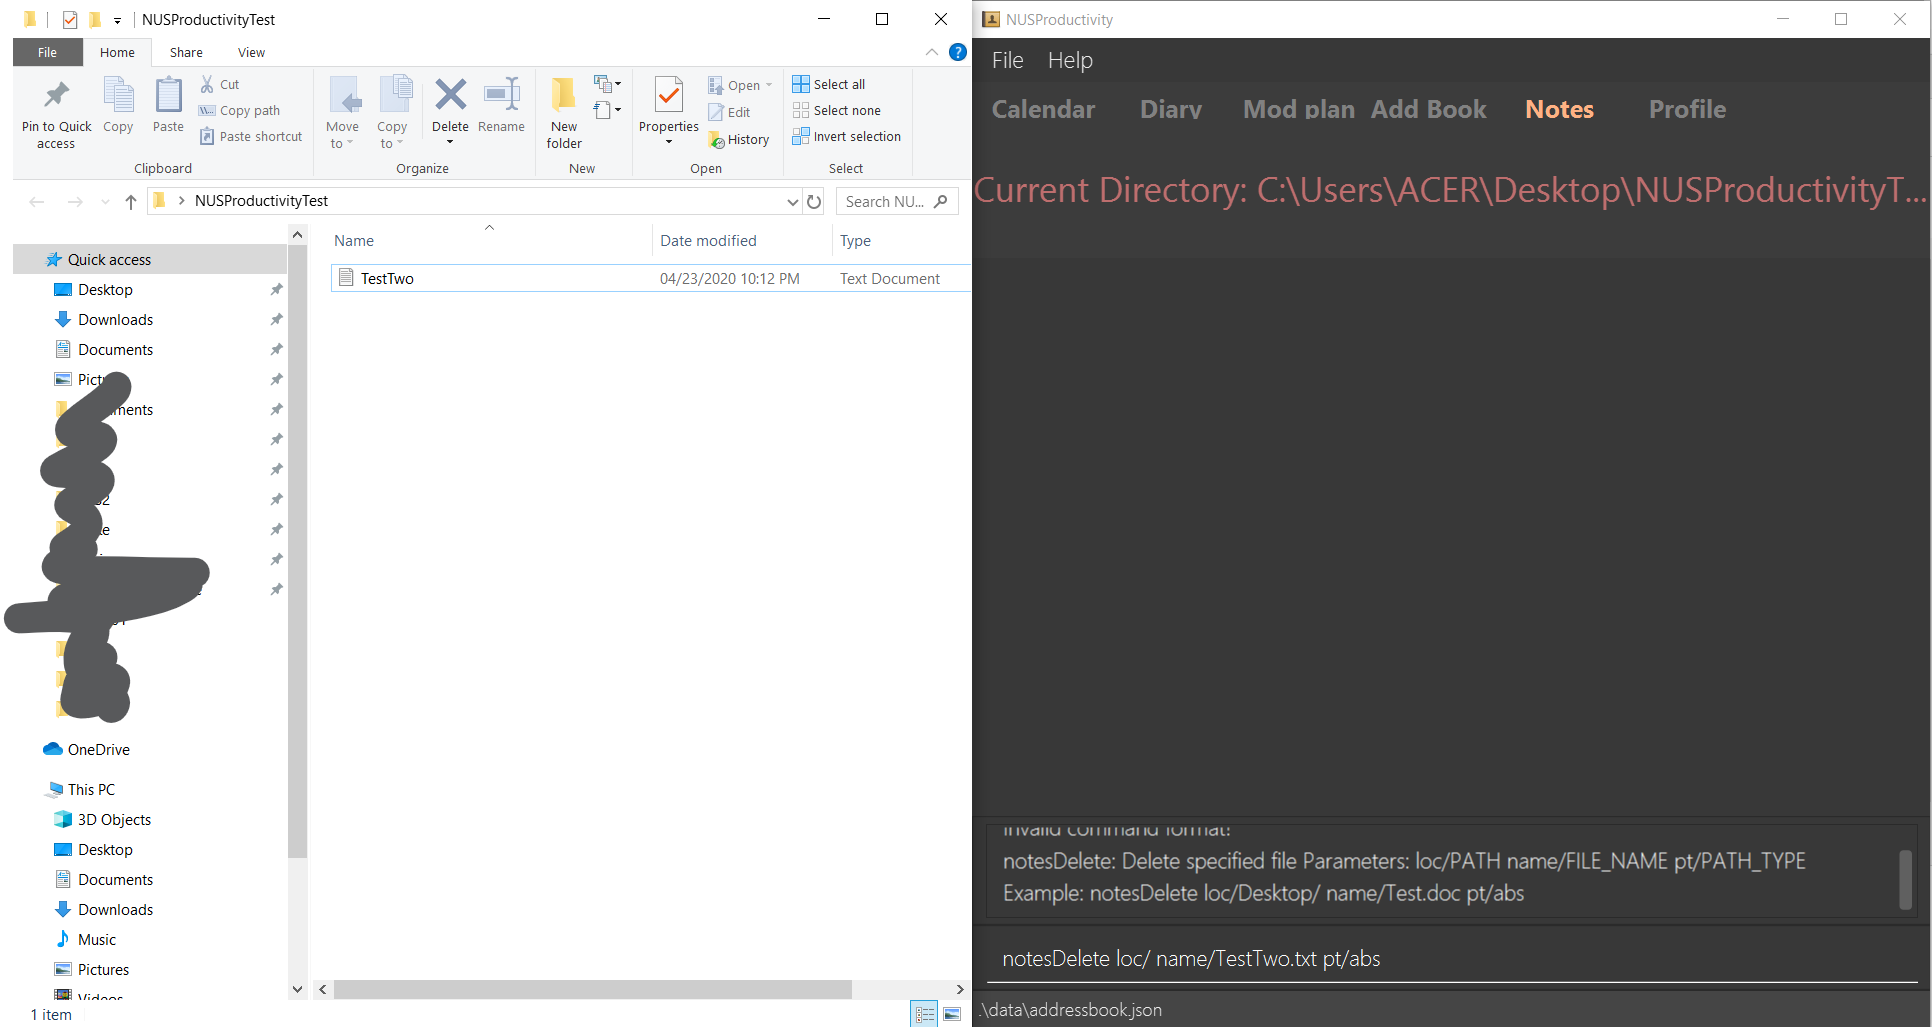 NUSProductivityTest
File Home Share View
Pin to Quick access
Copy
Paste
Cut
Copy path
Paste shortcut
Clipboard
Move to
Copy to
Delete
Rename
Organize
New folder
New
Properties
Open
Edit
History
Open
Select all
Select none
Invert selection
Select
NUSProductivityTest
Search NU...
Name Date modified Type
TestTwo 04/23/2020 10:12 PM Text Document
Quick access
Desktop
Downloads
Documents
OneDrive
This PC
3D Objects
Desktop
Documents
Downloads
Music
Pictures
Videos
1 item
NUSProductivity
File Help
Calendar Diary Mod plan Add Book Notes Profile
Current Directory: C:\Users\ACER\Desktop\NUSProductivityT...
Invalid command format!
notesDelete: Delete specified file Parameters: loc/PATH name/FILE_NAME pt/PATH_TYPE
Example: notesDelete loc/Desktop/ name/Test.doc pt/abs
notesDelete loc/ name/TestTwo.txt pt/abs
.\data\addressbook.json